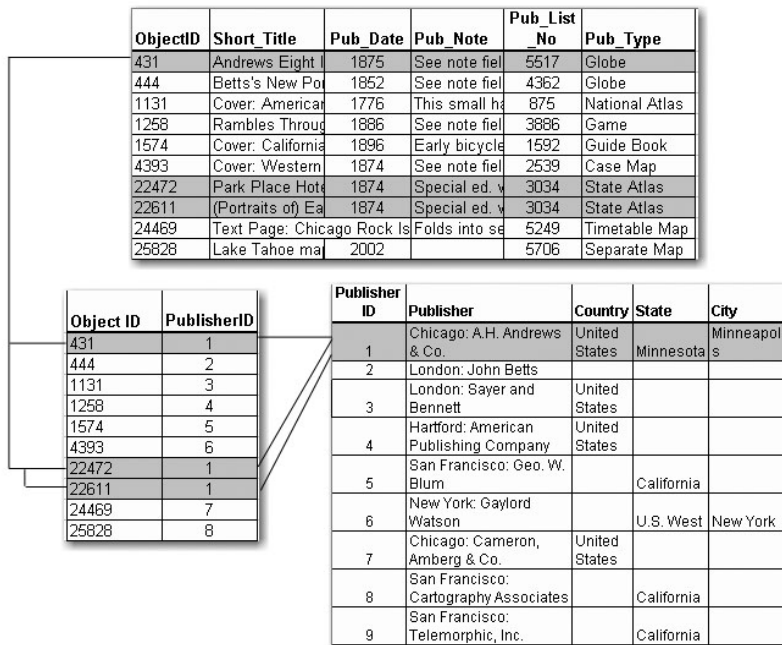 Pub_List
ObjectID Short_Title Pub_Date Pub_Note _No Pub_Type
431 Andrews Eight 1875 See note fiel 5517 Globe
444 Betts's New Po 1852 See note fiel 4362 Globe
1131 Cover: American 1776 This small ha 875 National Atlas
1258 Rambles Throug 1886 See note fiel 3886 Game
1574 Cover: California 1896 Early bicycle 1592 Guide Book
4393 Cover: Western 1874 See note fiel 2539 Case Map
22472 Park Place Hote 1874 Special ed. v 3034 State Atlas
22611 (Portraits of) Ea 1874 Special ed. v 3034 State Atlas
24469 Text Page: Chicago Rock Is Folds into se 5249 Timetable Map
25828 Lake Tahoe ma 2002 5706 Separate Map
Object ID PublisherID
431 1
444 2
1131 3
1258 4
1574 5
4393 6
22472 1
22611 1
24469 7
25828 8
Publisher
ID Publisher Country State City
Chicago: A.H. Andrews United Minneapol
1 & Co. States Minnesota s
2 London: John Betts
London: Sayer and United
3 Bennett States
Hartford: American United
4 Publishing Company States
San Francisco: Geo. W.
5 Blum California
New York: Gaylord
6 Watson U.S. West New York
Chicago: Cameron, United
7 Amberg & Co. States
San Francisco:
8 Cartography Associates California
San Francisco:
9 Telemorphic, Inc. California